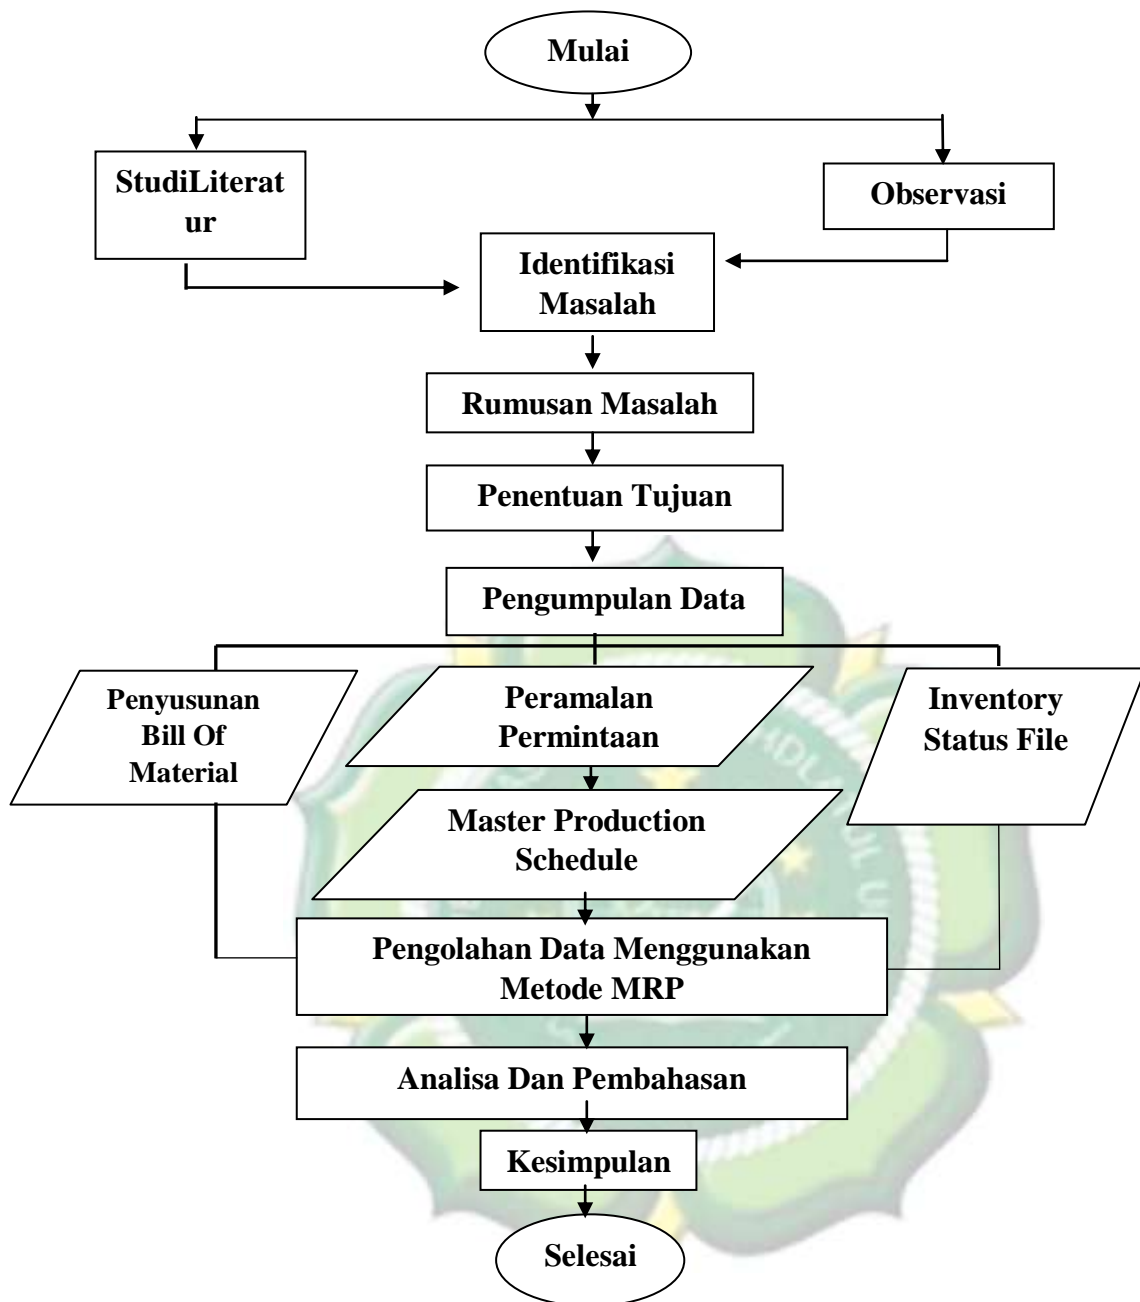 Mulai
StudiLiterat
ur
Observasi
Identifikasi
Masalah
Rumusan Masalah
Penentuan Tujuan
Pengumpulan Data
Penyusunan
Bill Of
Material
Peramalan
Permintaan
Inventory
Status File
Master Production
Schedule
Pengolahan Data Menggunakan
Metode MRP
Analisa Dan Pembahasan
Kesimpulan
Selesai